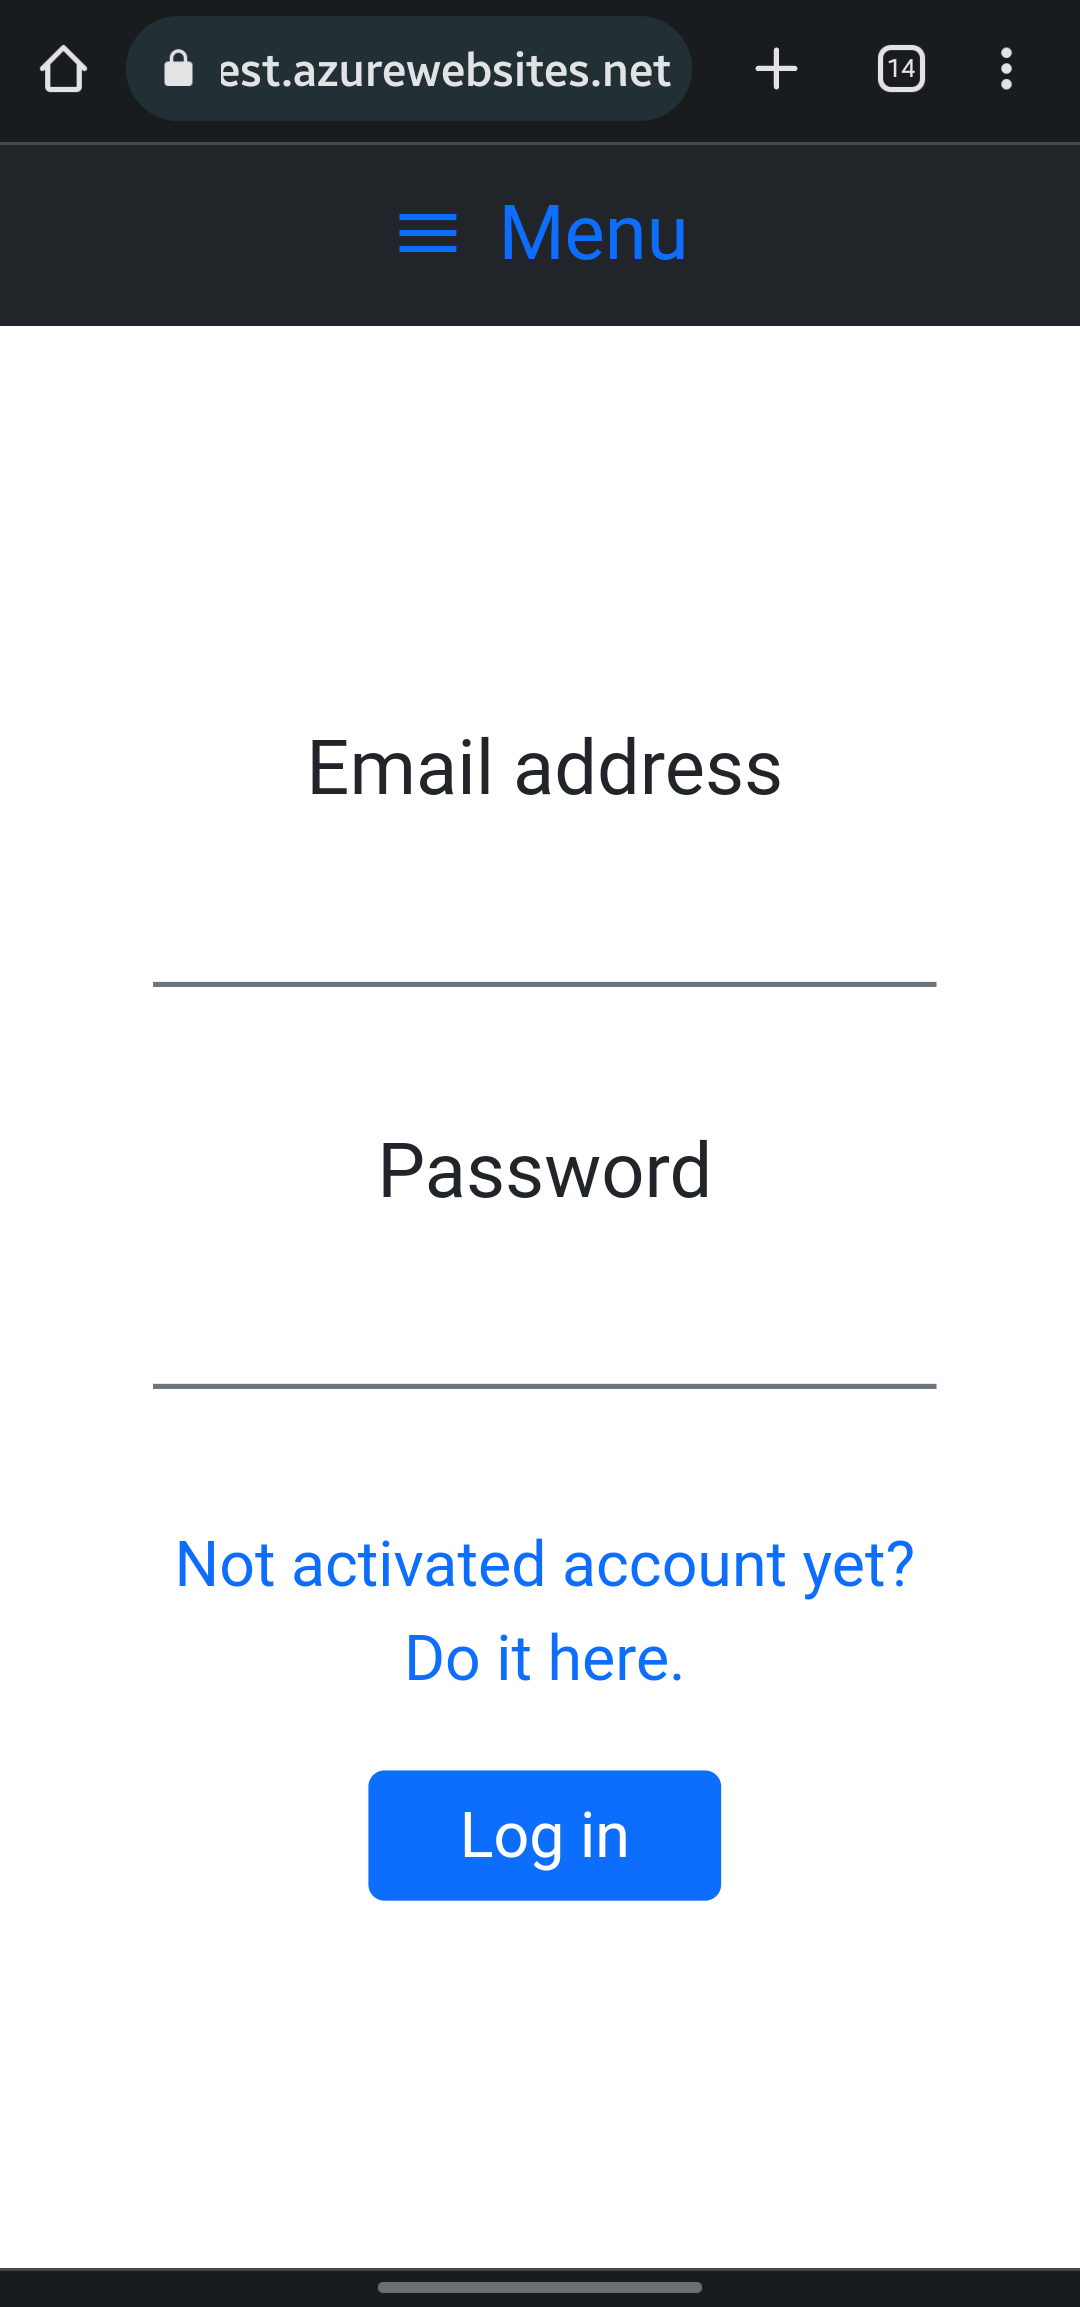 est.azurewebsites.net
14
Menu
Email address
Password
Not activated account yet?
Do it here.
Log in